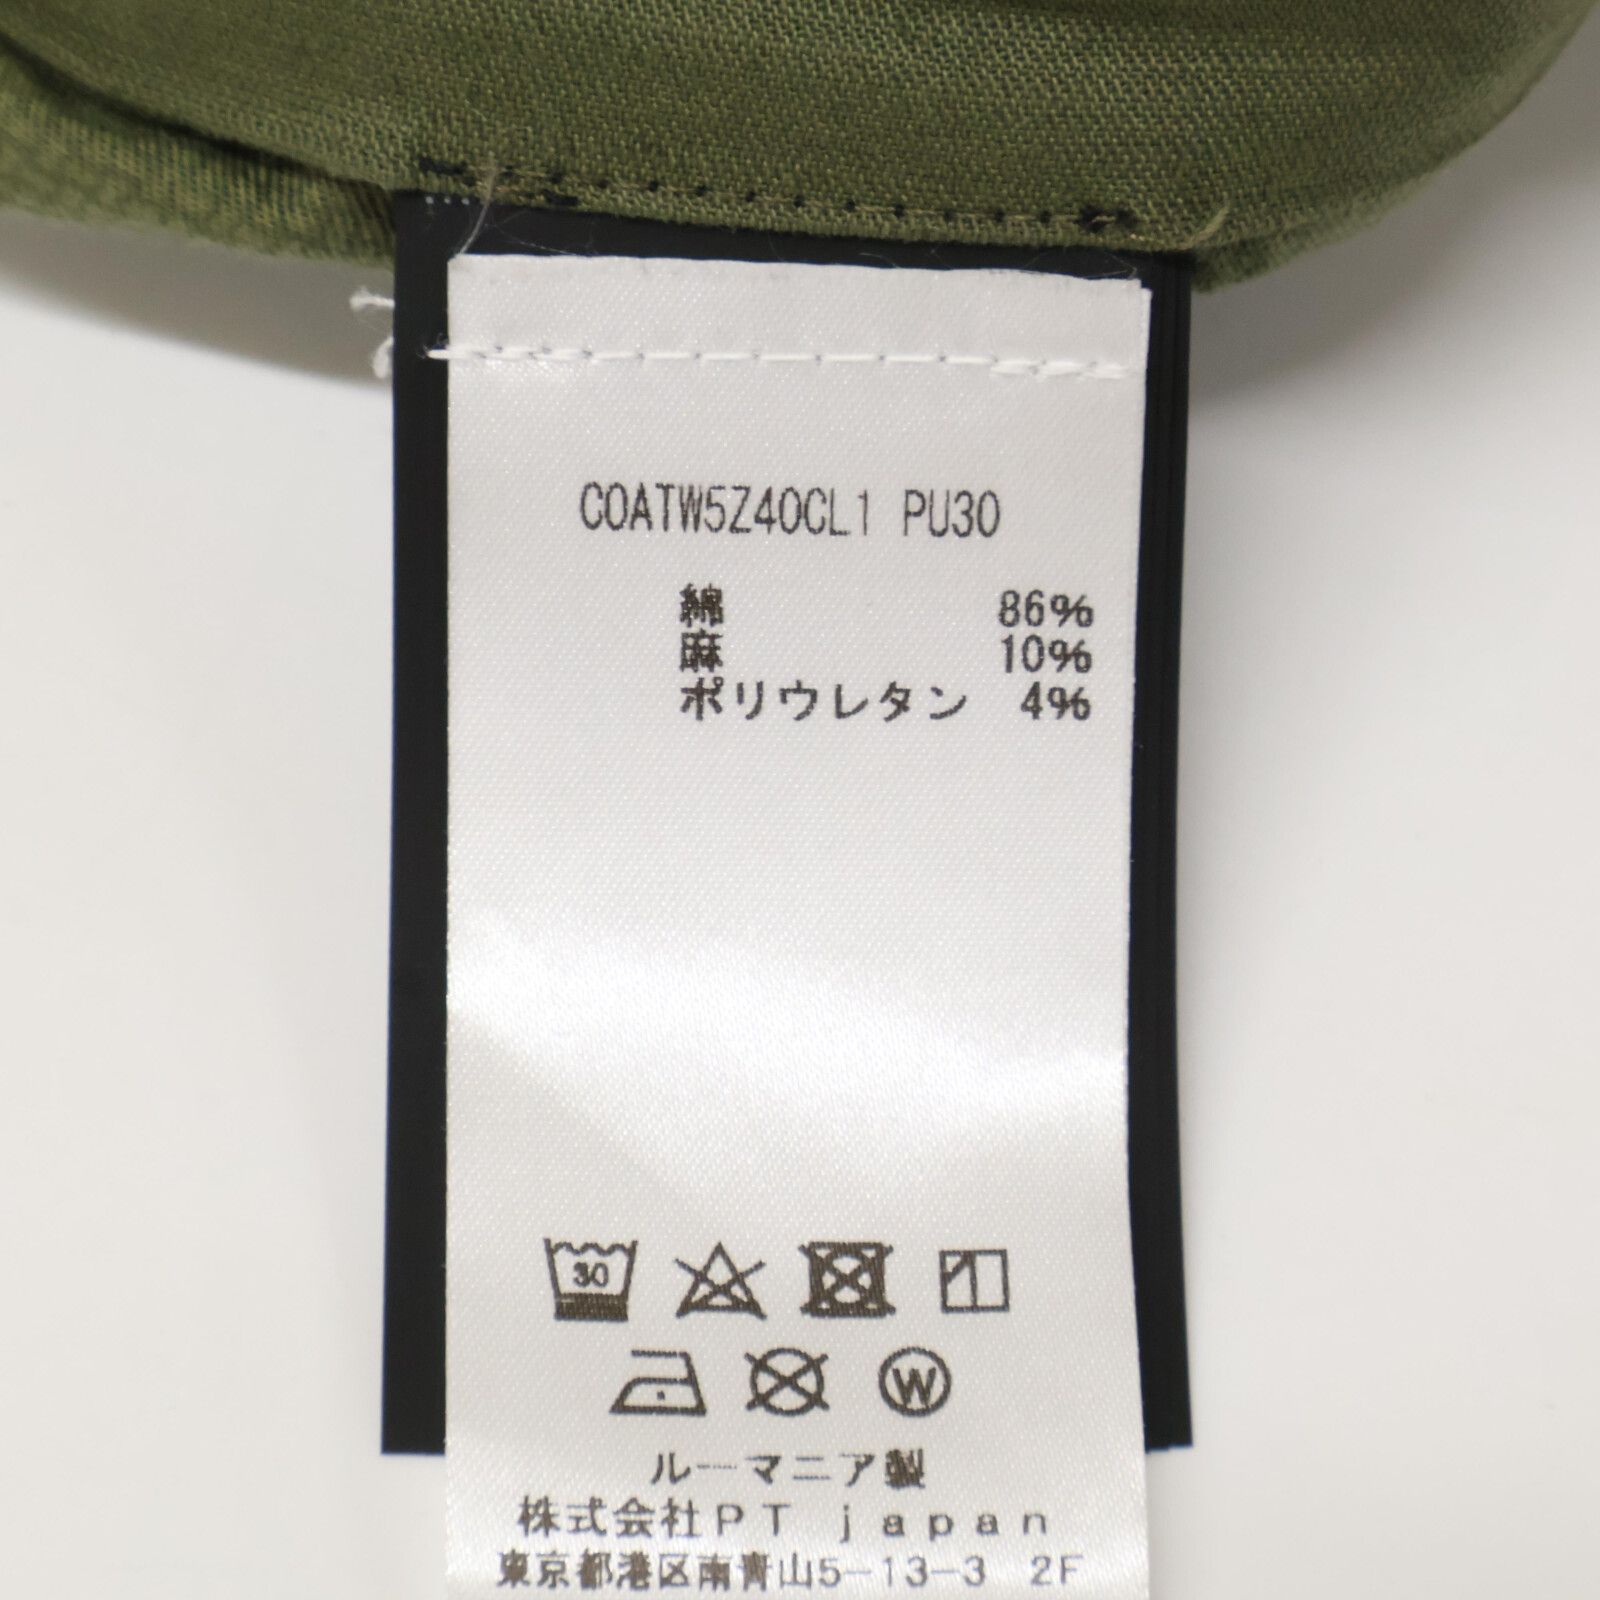 COATW5Z40CL1 PU30
綿 86%
麻 10%
ポリウレタン 4%
30
W
ルーマニア製
株式会社PT japan
東京都港区南青山5-13-3 2F